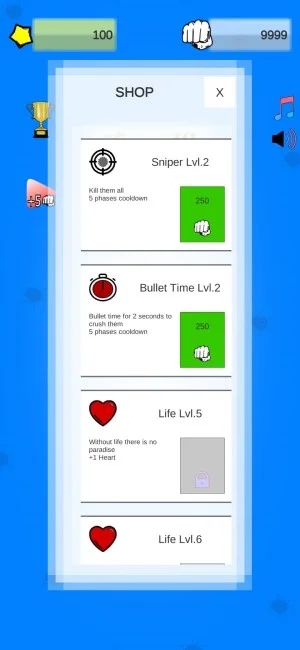 100
9999
SHOP
X
Sniper Lvl.2
Kill them all
5 phases cooldown
250
+5
Bullet Time Lvl.2
Bullet time for 2 seconds to
crush them
5 phases cooldown
250
Life Lvl.5
Without life there is no
paradise
+1 Heart
Life Lvl.6